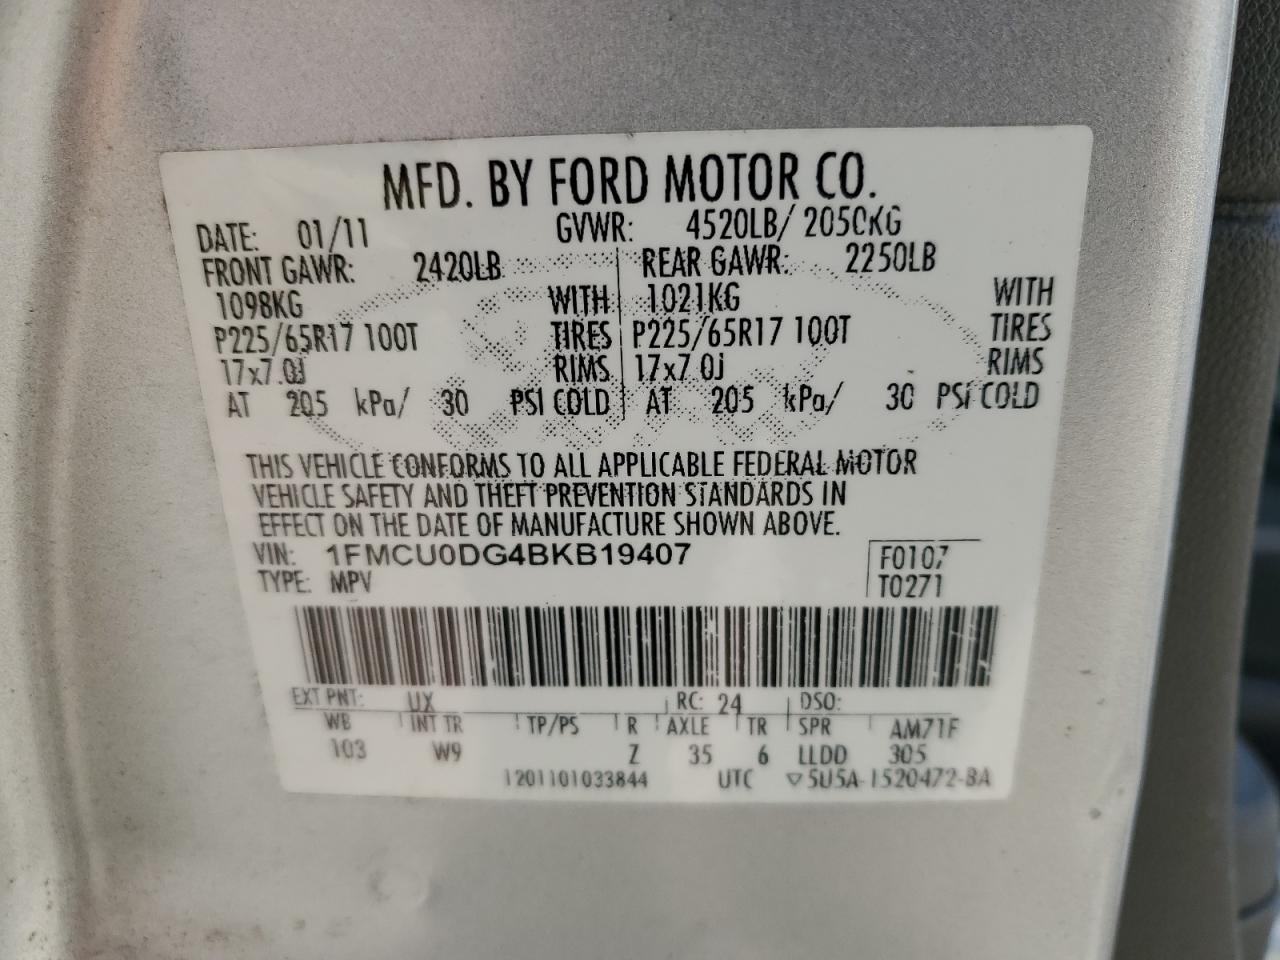 MFD. BY FORD MOTOR CO.
DATE: 01/11 GVWR: 4520LB/ 2050KG
FRONT GAWR: 2420LB REAR GAWR: 2250LB
1098KG WITH 1021KG WITH
P225/65R17 100T TIRES P225/65R17 100T TIRES
17x7.0J RIMS 17x7.0J RIMS
AT 205 kPa/ 30 PSI COLD AT 205 kPa/ 30 PSI COLD
THIS VEHICLE CONFORMS TO ALL APPLICABLE FEDERAL MOTOR
VEHICLE SAFETY AND THEFT PREVENTION STANDARDS IN
EFFECT ON THE DATE OF MANUFACTURE SHOWN ABOVE.
VIN: 1FMCU0DG4BKB19407 F0107
TYPE: MPV T0271
EXT PNT: UX RC: 24 DSO:
WB INT TR TP/PS R AXLE TR SPR AM71F
103 W9 Z 35 6 LLDD 305
1201101033844 UTC ▽5U5A-1520472-BA